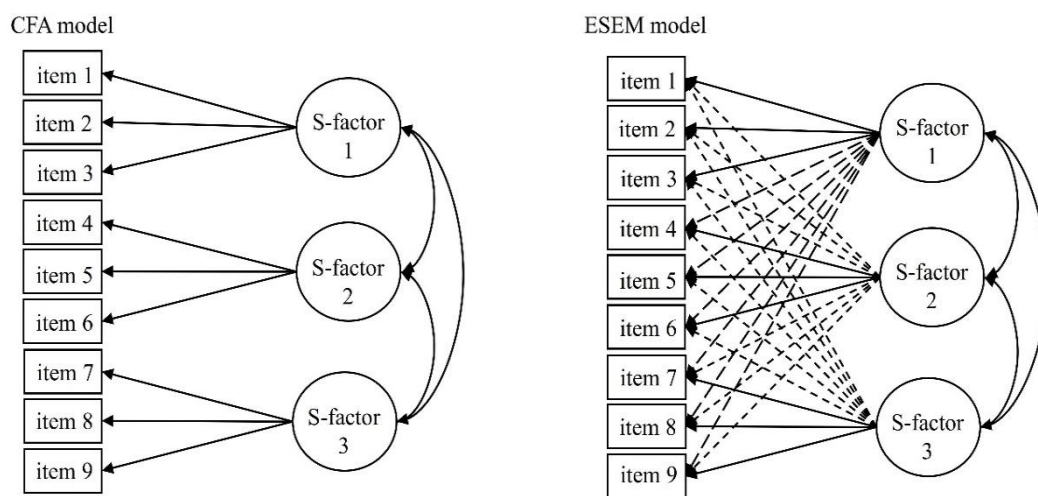 CFA model
item 1
item 2
item 3
item 4
item 5
item 6
item 7
item 8
item 9
S-factor
1
S-factor
2
S-factor
3
ESEM model
item 1
item 2
item 3
item 4
item 5
item 6
item 7
item 8
item 9
S-factor
1
S-factor
2
S-factor
3